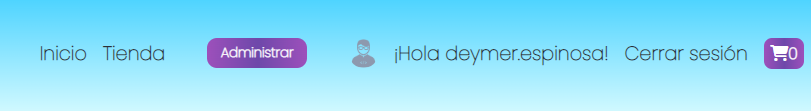 Inicio Tienda Administrar ¡Hola deymer.espinosa! Cerrar sesión 0